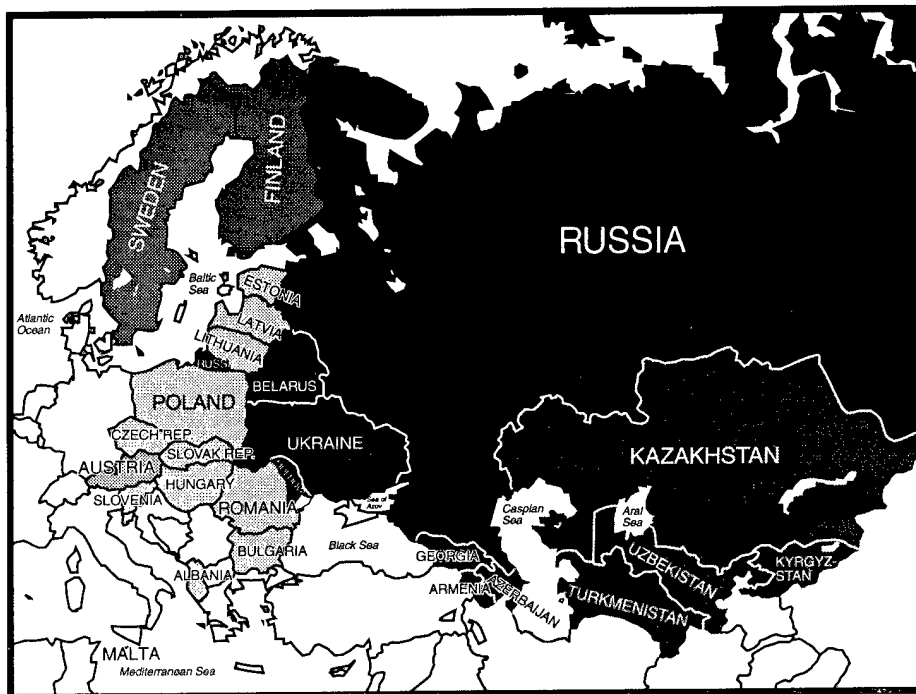 SWEDEN
FINLAND
RUSSIA
Baltic
Sea
ESTONIA
Atlantic
Ocean
LATVIA
LITHUANIA
BELARUS
POLAND
CZECH REP.
UKRAINE
SLOVAK REP.
KAZAKHSTAN
AUSTRIA
HUNGARY
SLOVENIA
ROMANIA
Sea of
Azov
Caspian
Sea
Aral
Sea
Black Sea
BULGARIA
GEORGIA
UZBEKISTAN
KYRGYZ-
STAN
ALBANIA
ARMENIA
AZERBAIJAN
TURKMENISTAN
MALTA
Mediterranean Sea